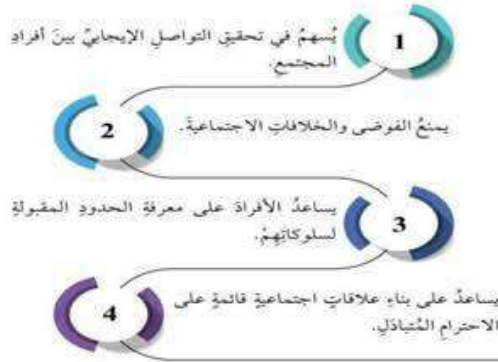 1
يُسهمُ في تحقيقِ التواصلِ الإيجابيِّ بينَ أفرادِ
المجتمعِ.
2
يمنعُ الفوضى والخلافاتِ الاجتماعيةَ.
3
يساعدُ الأفرادَ على معرفةِ الحدودِ المقبولةِ
لسلوكاتِهِمْ.
4
يساعدُ على بناءِ علاقاتٍ اجتماعيةٍ قائمةٍ على
الاحترامِ المُتبادَلِ.